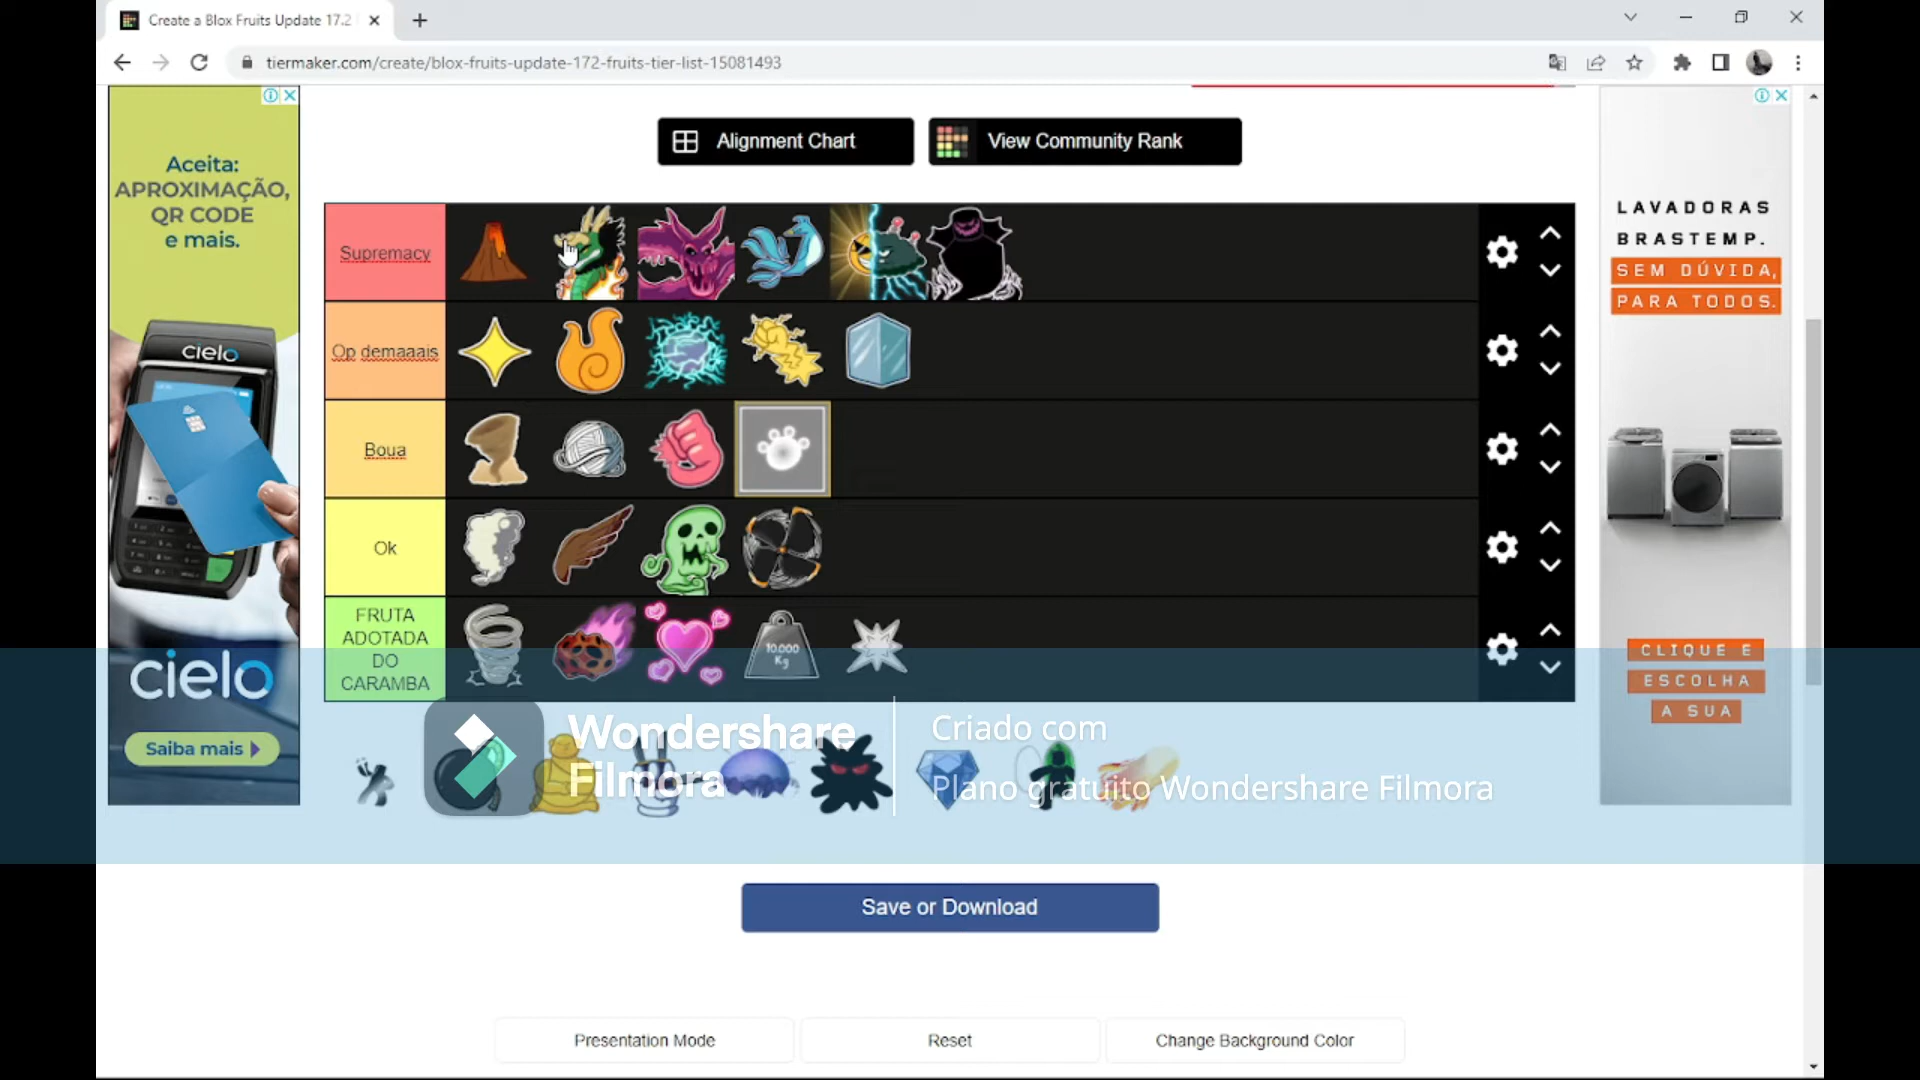 Create a Blox Fruits Update 17.2
tiermaker.com/create/blox-fruits-update-172-fruits-tier-list-15081493
Alignment Chart
View Community Rank
Aceita:
APROXIMAÇÃO,
QR CODE
e mais.
cielo
cielo
Saiba mais
Supremacy
Op demaaais
Boua
Ok
FRUTA
ADOTADA
DO
CARAMBA
10.000
Kg
LAVADORAS
BRASTEMP.
SEM DÚVIDA,
PARA TODOS.
CLIQUE E
ESCOLHA
A SUA
Wondershare
Filmora
Criado com
Plano gratuito Wondershare Filmora
Save or Download
Presentation Mode
Reset
Change Background Color